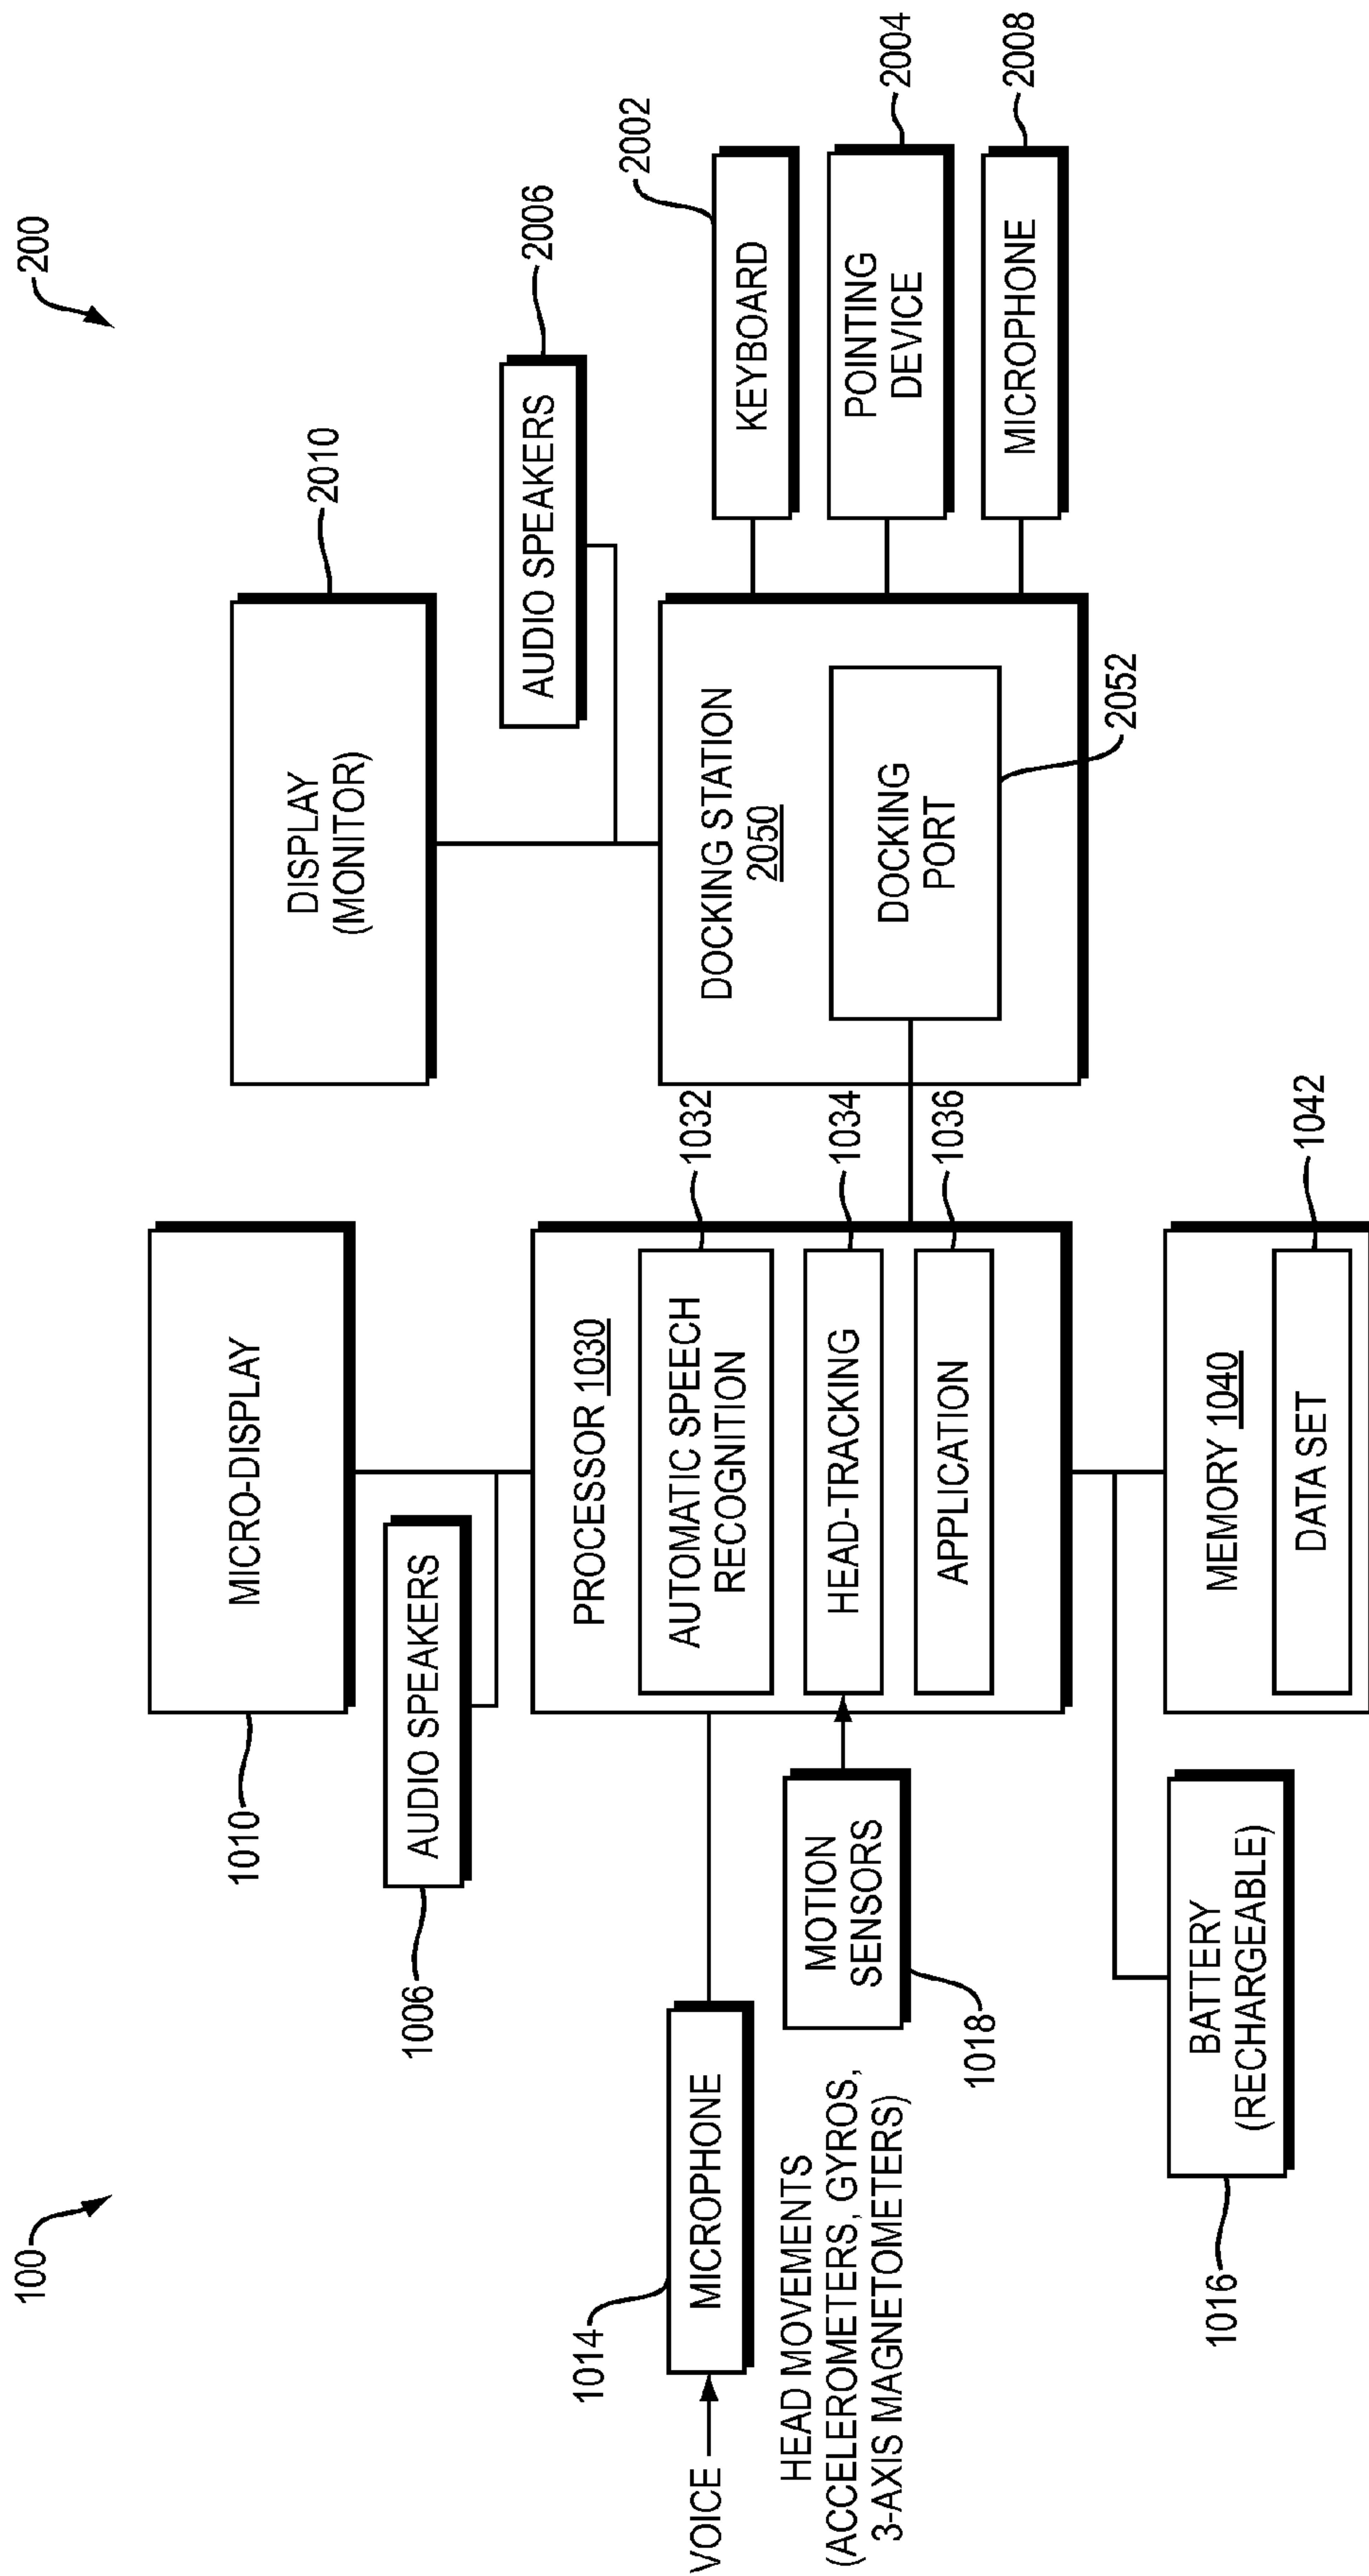 100
200
1010
MICRO-DISPLAY
DISPLAY
(MONITOR)
2010
1006
AUDIO SPEAKERS
AUDIO SPEAKERS
2006
VOICE
1014
MICROPHONE
PROCESSOR 1030
AUTOMATIC SPEECH
RECOGNITION
1032
HEAD-TRACKING
1034
APPLICATION
1036
HEAD MOVEMENTS
(ACCELEROMETERS, GYROS,
3-AXIS MAGNETOMETERS)
MOTION
SENSORS
1018
DOCKING STATION
2050
DOCKING
PORT
2052
KEYBOARD
2002
POINTING
DEVICE
2004
MICROPHONE
2008
1016
BATTERY
(RECHARGEABLE)
MEMORY 1040
DATA SET
1042